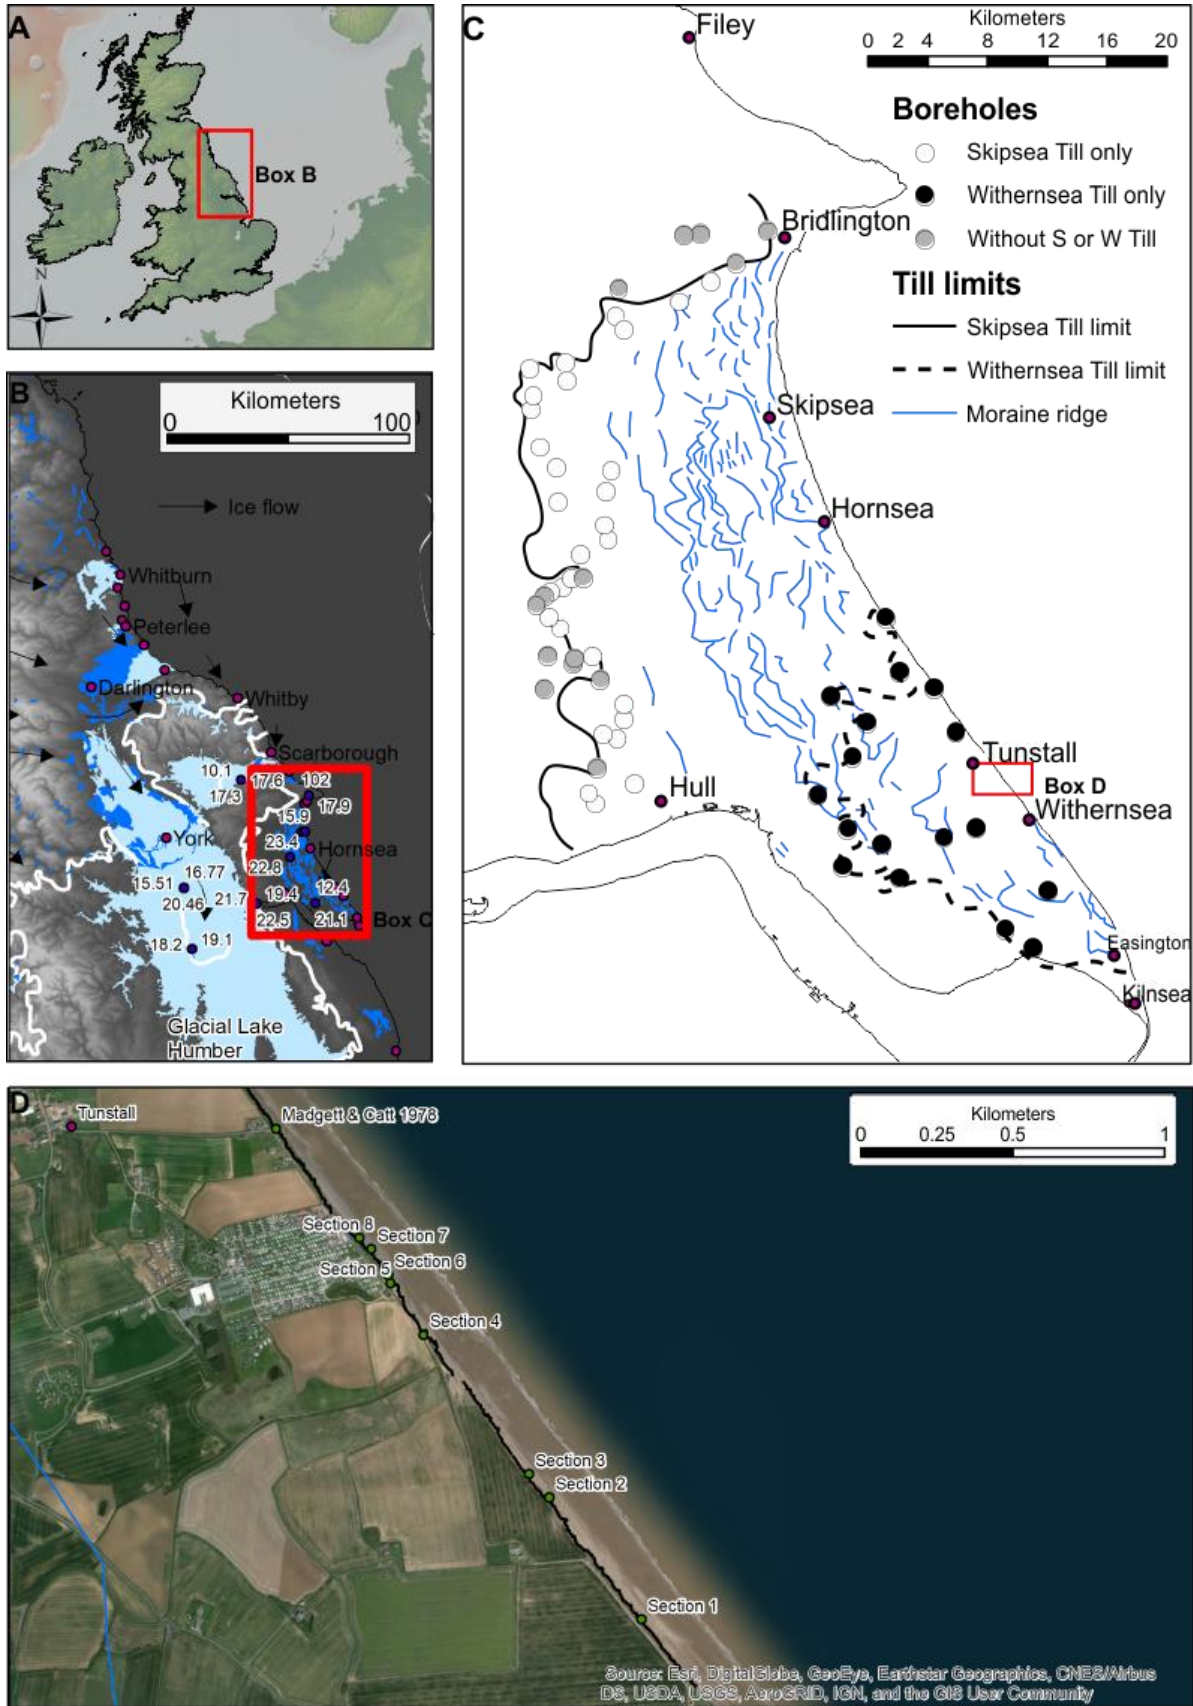 A
Box B
N
B
Kilometers
0 100
Ice flow
Whitburn
Peterlee
Darlington
Whitby
Scarborough
10.1
17.6
102
17.3
17.9
15.9
York
23.4
Hornsea
22.8
16.77
15.51
12.4
19.4
21.7
20.46
22.5
21.1
Box C
18.2
19.1
Glacial Lake
Humber
C
Filey
Kilometers
0 2 4 8 12 16 20
Boreholes
Skipsea Till only
Withernsea Till only
Without S or W Till
Till limits
Skipsea Till limit
Withernsea Till limit
Moraine ridge
Bridlington
Skipsea
Hornsea
Tunstall
Box D
Hull
Withernsea
Easington
Kilnsea
D
Tunstall
Madgett & Catt 1978
Kilometers
0 0.25 0.5 1
Section 8
Section 7
Section 6
Section 5
Section 4
Section 3
Section 2
Section 1
Source: Esri, DigitalGlobe, GeoEye, Earthstar Geographics, CNES/Airbus
DS, USDA, USGS, AeroGRID, IGN, and the GIS User Community